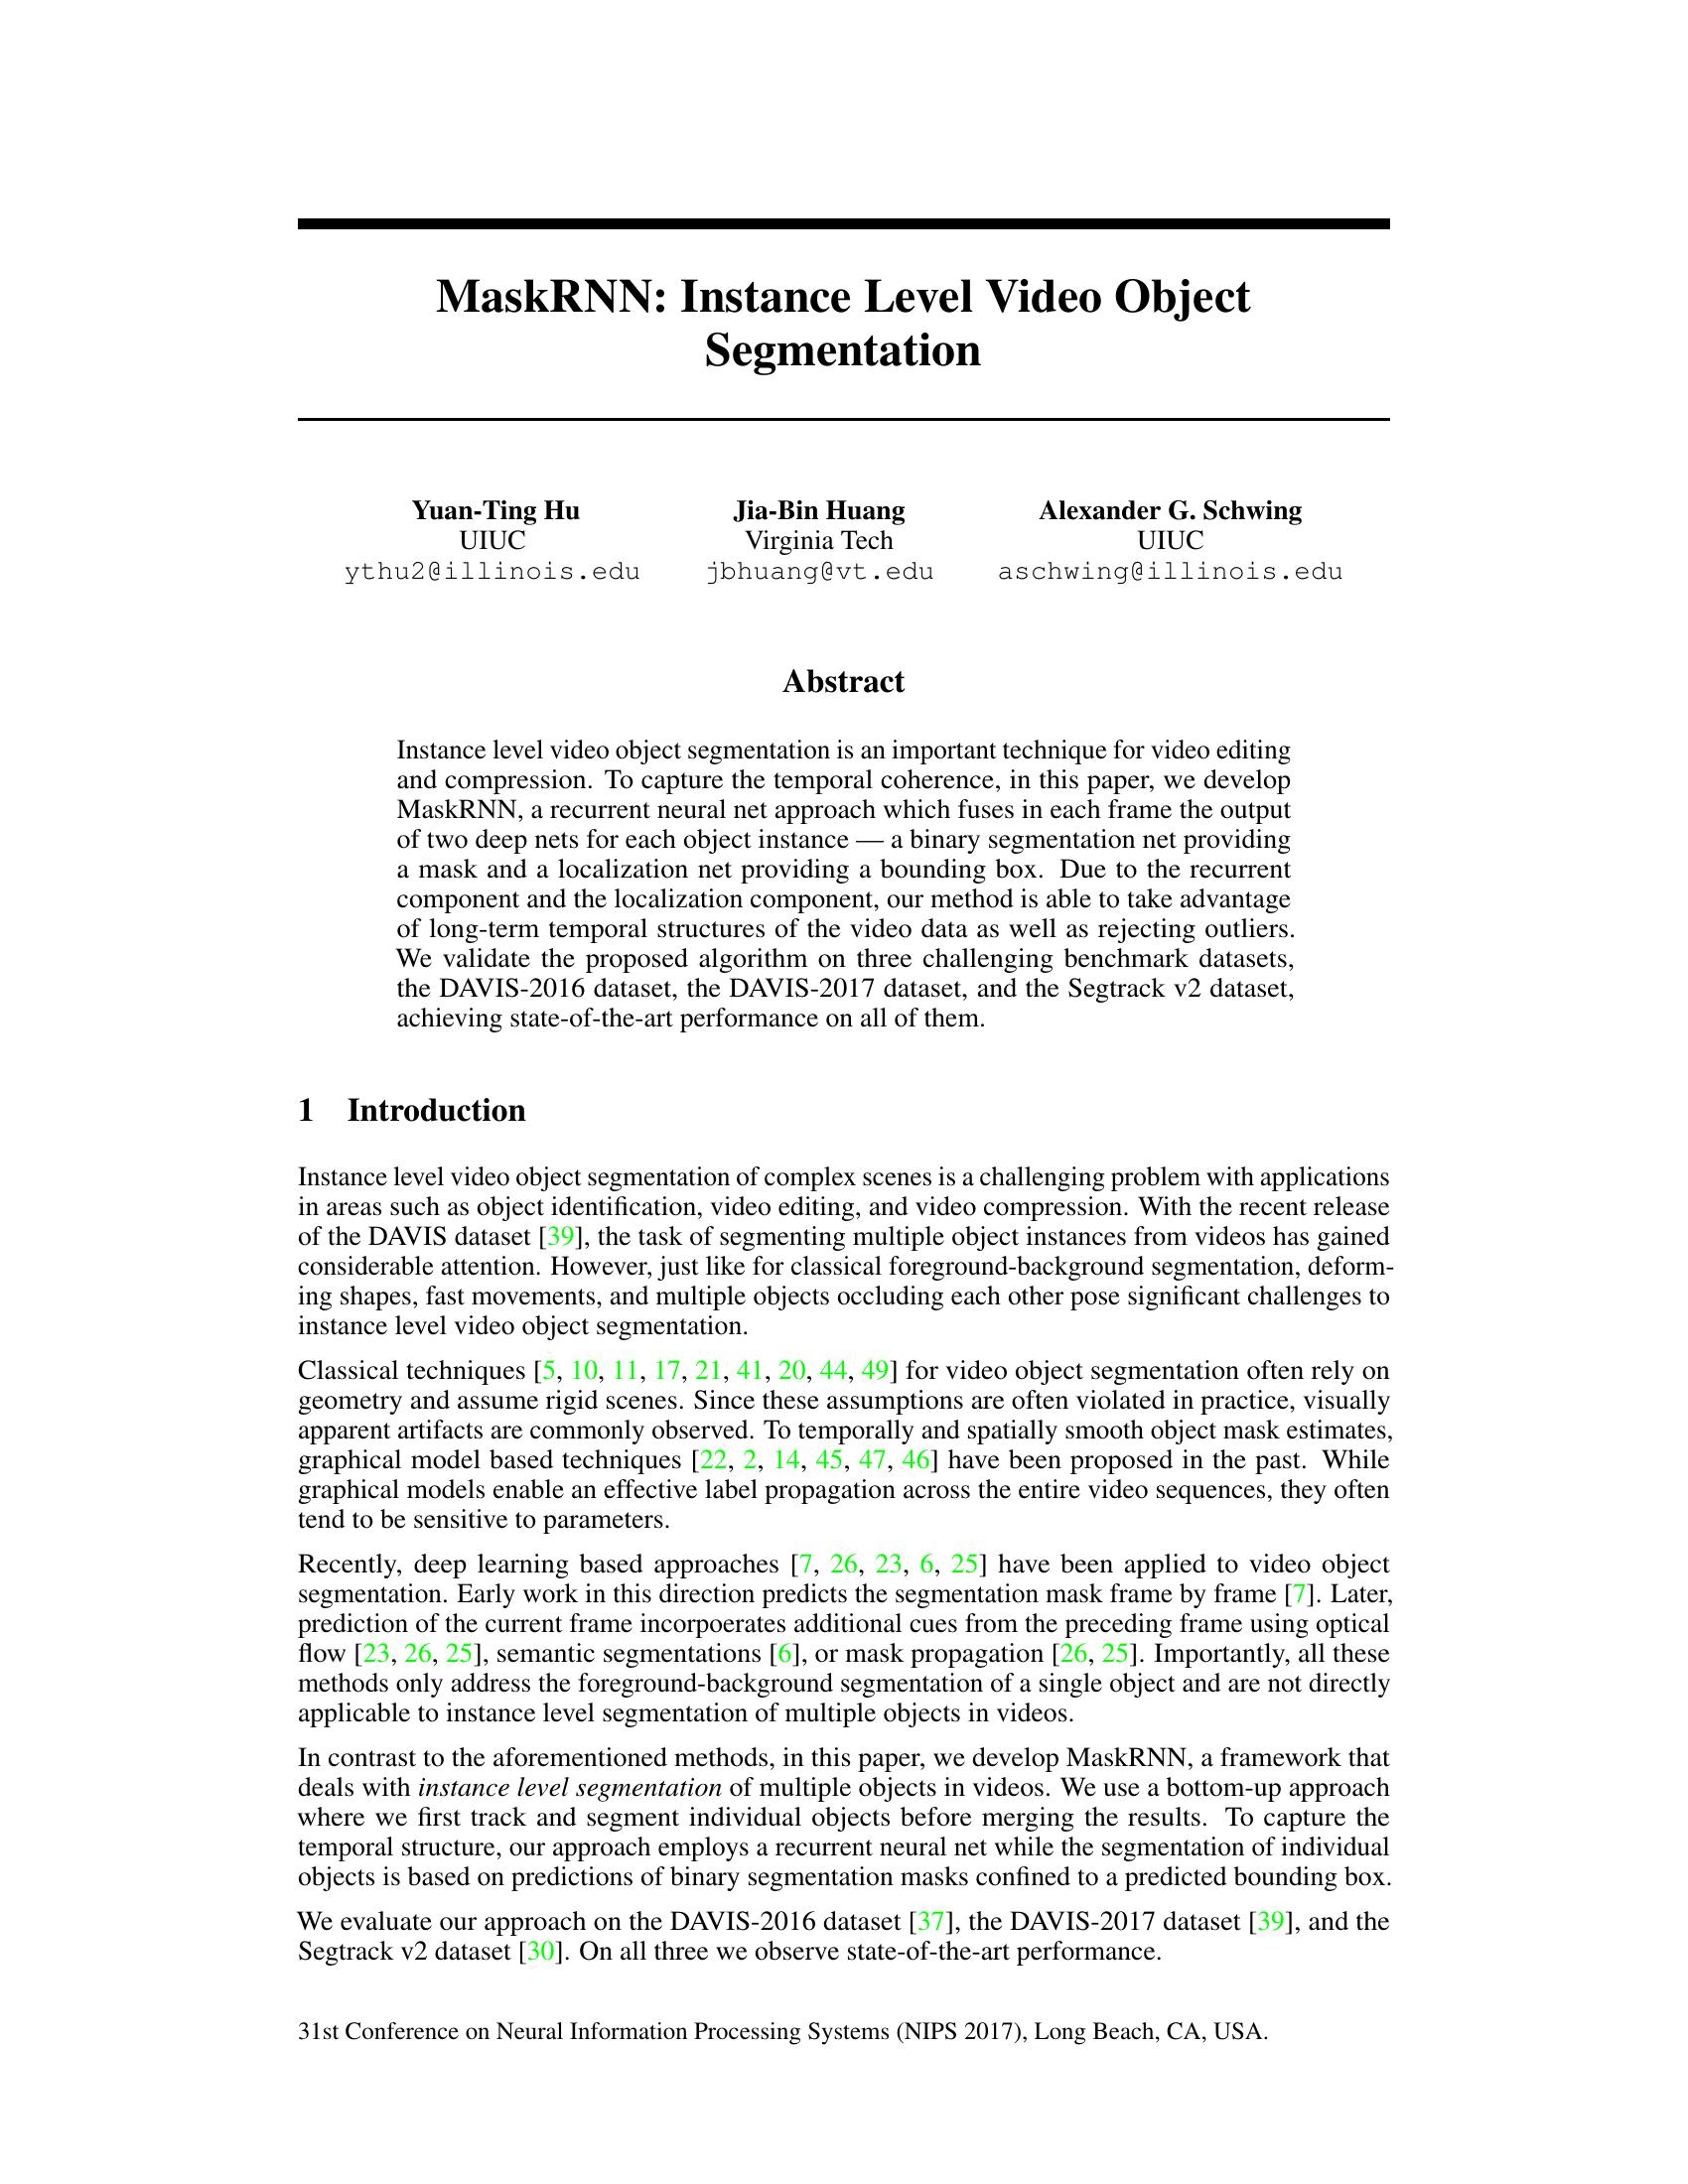 MaskRNN: Instance Level Video Object
Segmentation
Yuan-Ting Hu
UIUC
ythu2@illinois.edu
Jia-Bin Huang
Virginia Tech
jbhuang@vt.edu
Alexander G. Schwing
UIUC
aschwing@illinois.edu
Abstract
Instance level video object segmentation is an important technique for video editing
and compression. To capture the temporal coherence, in this paper, we develop
MaskRNN, a recurrent neural net approach which fuses in each frame the output
of two deep nets for each object instance — a binary segmentation net providing
a mask and a localization net providing a bounding box. Due to the recurrent
component and the localization component, our method is able to take advantage
of long-term temporal structures of the video data as well as rejecting outliers.
We validate the proposed algorithm on three challenging benchmark datasets,
the DAVIS-2016 dataset, the DAVIS-2017 dataset, and the Segtrack v2 dataset,
achieving state-of-the-art performance on all of them.
1 Introduction
Instance level video object segmentation of complex scenes is a challenging problem with applications
in areas such as object identification, video editing, and video compression. With the recent release
of the DAVIS dataset [39], the task of segmenting multiple object instances from videos has gained
considerable attention. However, just like for classical foreground-background segmentation, deform-
ing shapes, fast movements, and multiple objects occluding each other pose significant challenges to
instance level video object segmentation.
Classical techniques [5, 10, 11, 17, 21, 41, 20, 44, 49] for video object segmentation often rely on
geometry and assume rigid scenes. Since these assumptions are often violated in practice, visually
apparent artifacts are commonly observed. To temporally and spatially smooth object mask estimates,
graphical model based techniques [22, 2, 14, 45, 47, 46] have been proposed in the past. While
graphical models enable an effective label propagation across the entire video sequences, they often
tend to be sensitive to parameters.
Recently, deep learning based approaches [7, 26, 23, 6, 25] have been applied to video object
segmentation. Early work in this direction predicts the segmentation mask frame by frame [7]. Later,
prediction of the current frame incorpoerates additional cues from the preceding frame using optical
flow [23, 26, 25], semantic segmentations [6], or mask propagation [26, 25]. Importantly, all these
methods only address the foreground-background segmentation of a single object and are not directly
applicable to instance level segmentation of multiple objects in videos.
In contrast to the aforementioned methods, in this paper, we develop MaskRNN, a framework that
deals with instance level segmentation of multiple objects in videos. We use a bottom-up approach
where we first track and segment individual objects before merging the results. To capture the
temporal structure, our approach employs a recurrent neural net while the segmentation of individual
objects is based on predictions of binary segmentation masks confined to a predicted bounding box.
We evaluate our approach on the DAVIS-2016 dataset [37], the DAVIS-2017 dataset [39], and the
Segtrack v2 dataset [30]. On all three we observe state-of-the-art performance.
31st Conference on Neural Information Processing Systems (NIPS 2017), Long Beach, CA, USA.